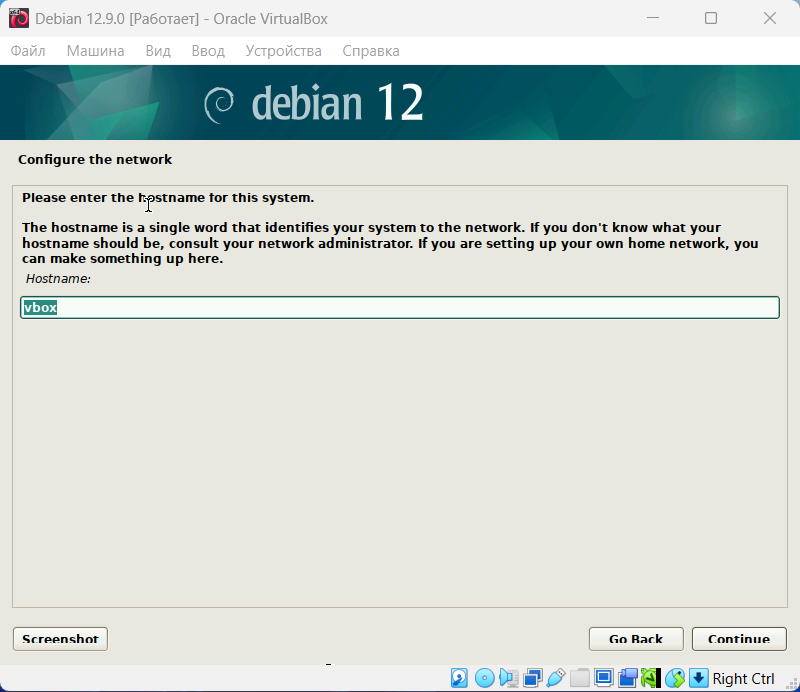 Debian 12.9.0 [Работает] - Oracle VirtualBox
Файл Машина Вид Ввод Устройства Справка
debian 12
Configure the network
Please enter the hostname for this system.
The hostname is a single word that identifies your system to the network. If you don't know what your
hostname should be, consult your network administrator. If you are setting up your own home network, you
can make something up here.
Hostname:
vbox
Screenshot Go Back Continue
Right Ctrl